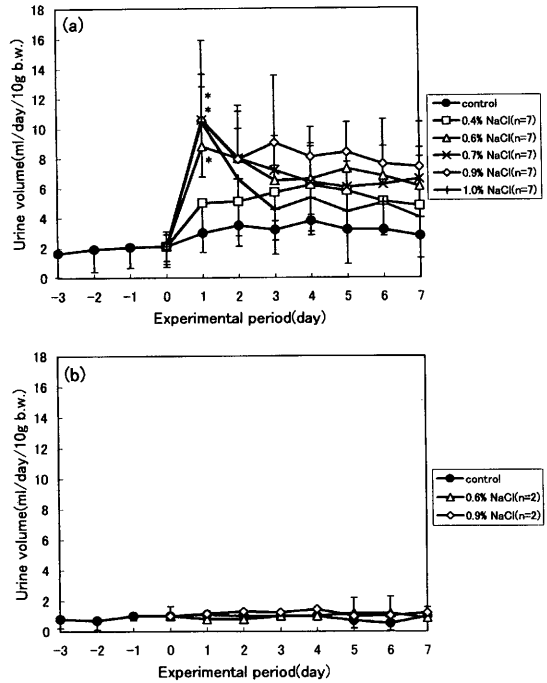 (a)
Urine volume(ml/day/10g b.w.)
18
16
14
12
10
8
6
4
2
0
* 
*
*
-3 -2 -1 0 1 2 3 4 5 6 7
Experimental period(day)
control
0.4% NaCl(n=7)
0.6% NaCl(n=7)
0.7% NaCl(n=7)
0.9% NaCl(n=7)
1.0% NaCl(n=7)
(b)
Urine volume(ml/day/10g b.w.)
18
16
14
12
10
8
6
4
2
0
-3 -2 -1 0 1 2 3 4 5 6 7
Experimental period(day)
control
0.6% NaCl(n=2)
0.9% NaCl(n=2)